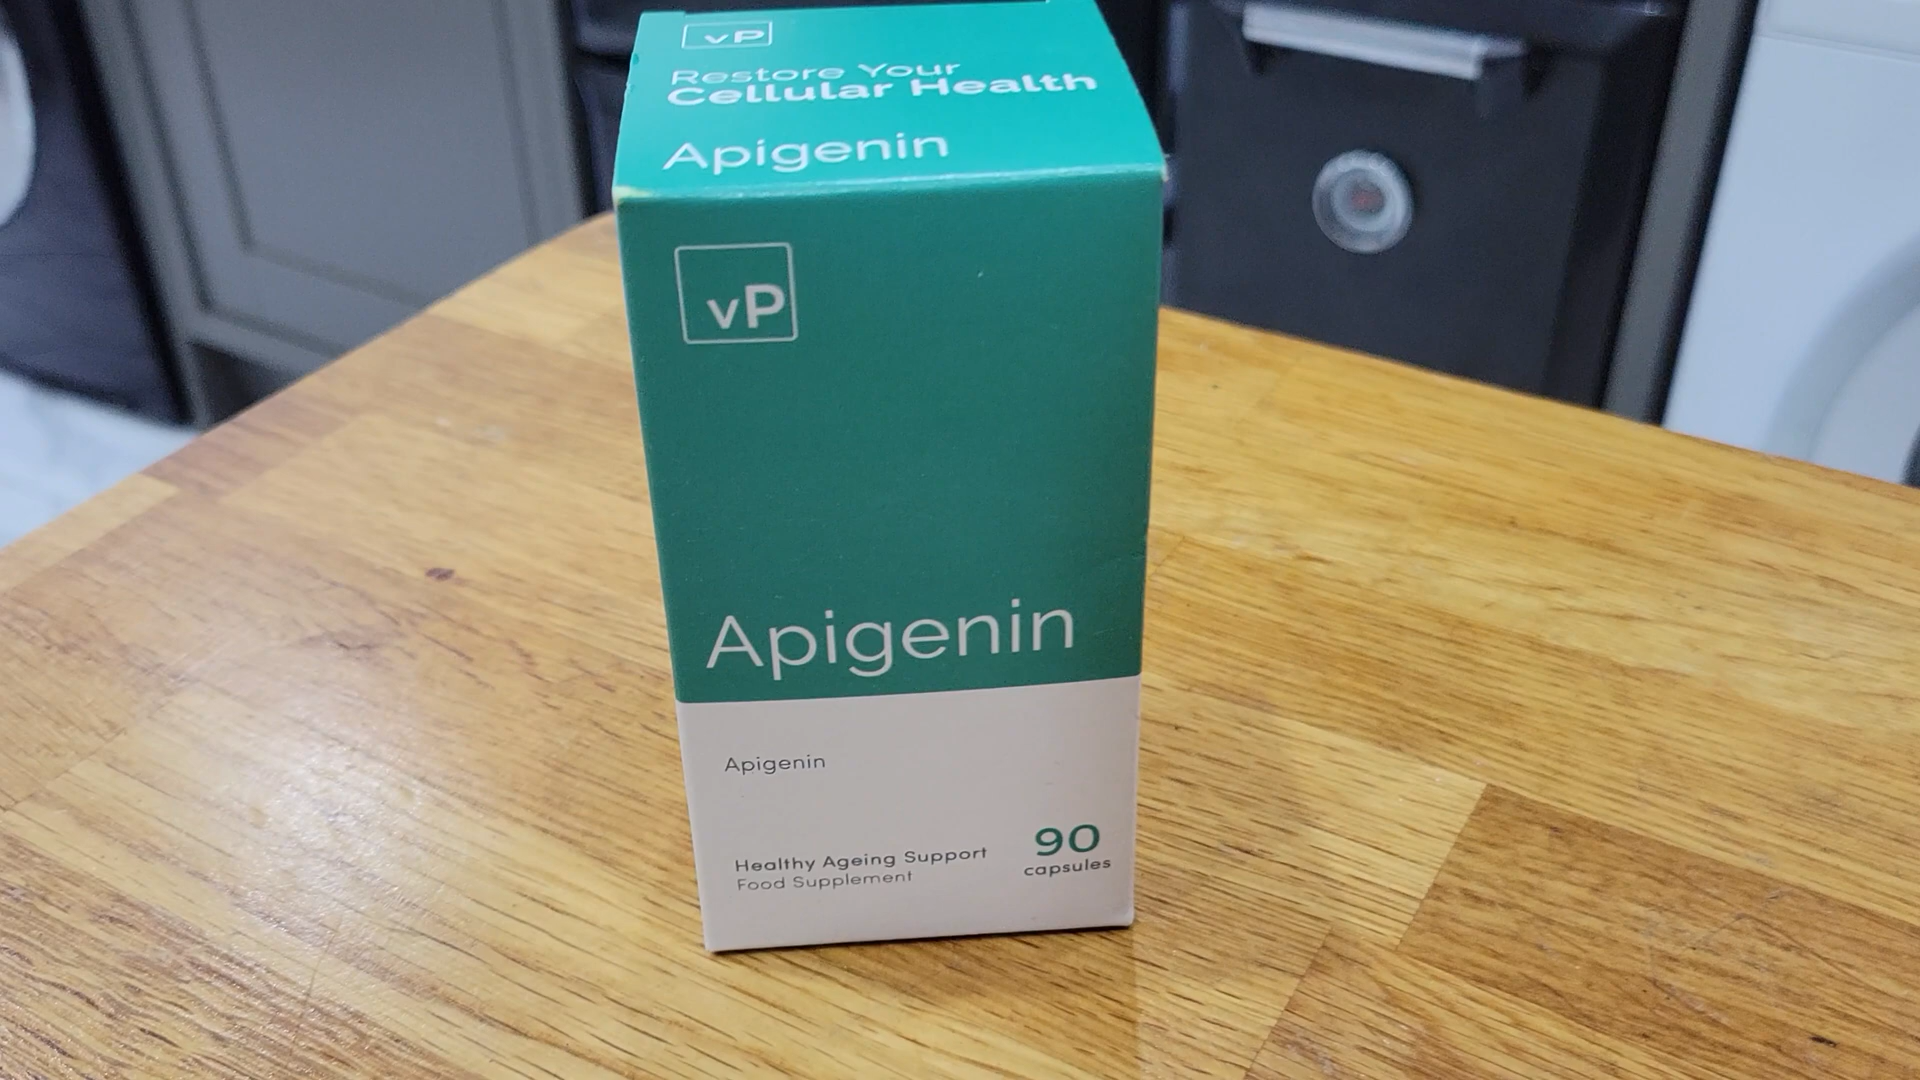 vP
Restore Your
Cellular Health
Apigenin
vP
Apigenin
Apigenin
Healthy Ageing Support
Food Supplement
90
capsules